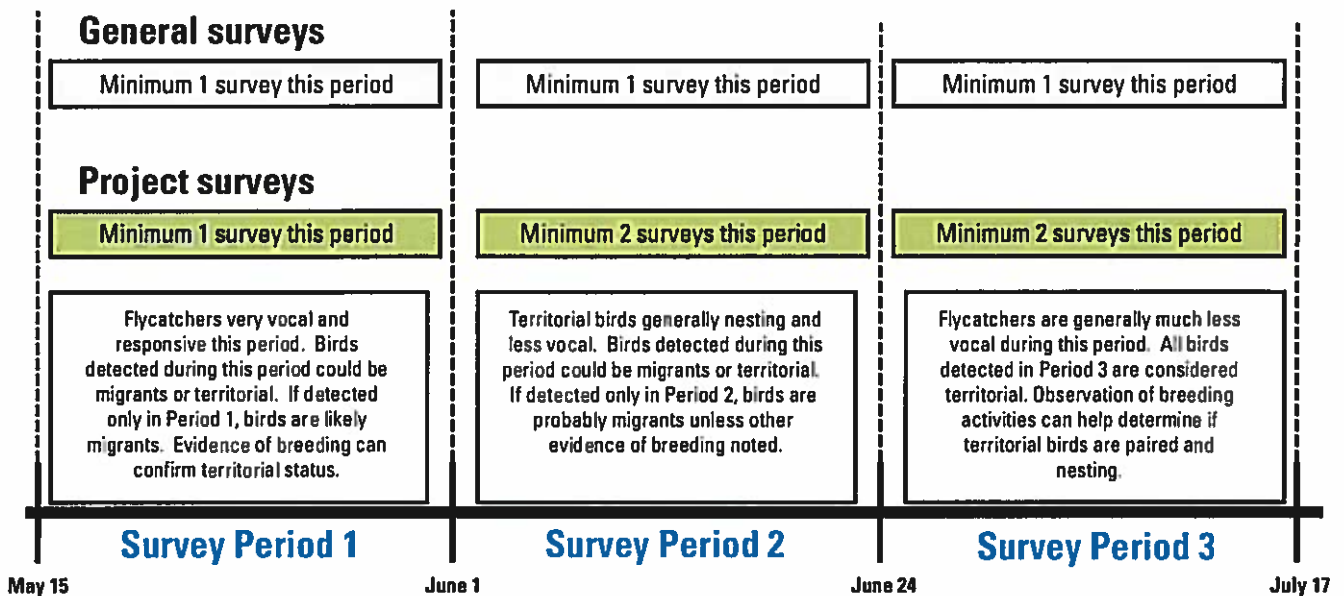 General surveys
Minimum 1 survey this period
Minimum 1 survey this period
Minimum 1 survey this period
Project surveys
Minimum 1 survey this period
Minimum 2 surveys this period
Minimum 2 surveys this period
Flycatchers very vocal and
responsive this period. Birds
detected during this period could be
migrants or territorial. If detected
only in Period 1, birds are likely
migrants. Evidence of breeding can
confirm territorial status.
Territorial birds generally nesting and
less vocal. Birds detected during this
period could be migrants or territorial.
If detected only in Period 2, birds are
probably migrants unless other
evidence of breeding noted.
Flycatchers are generally much less
vocal during this period. All birds
detected in Period 3 are considered
territorial. Observation of breeding
activities can help determine if
territorial birds are paired and
nesting.
Survey Period 1
Survey Period 2
Survey Period 3
May 15
June 1
June 24
July 17